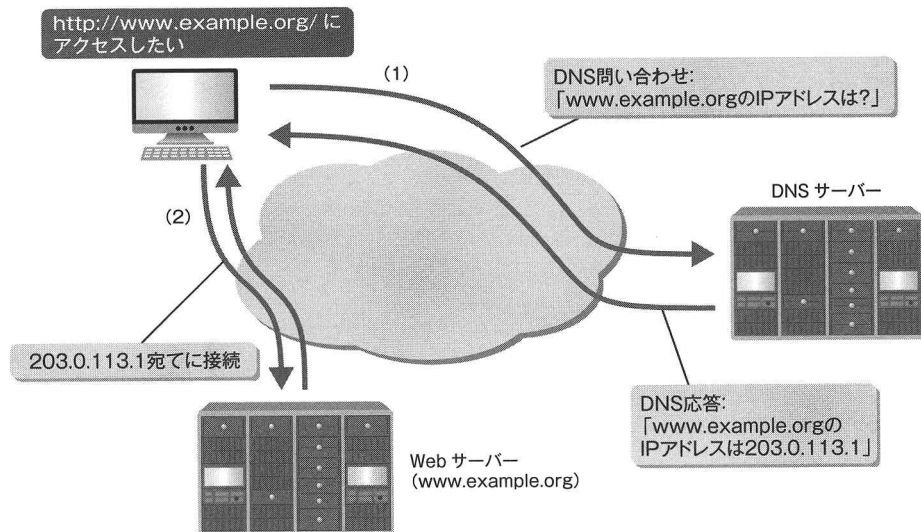 http://www.example.org/ に
アクセスしたい
(1)
DNS問い合わせ:
「www.example.orgのIPアドレスは?」
DNS サーバー
(2)
203.0.113.1宛てに接続
DNS応答:
「www.example.orgの
IPアドレスは203.0.113.1」
Web サーバー
(www.example.org)